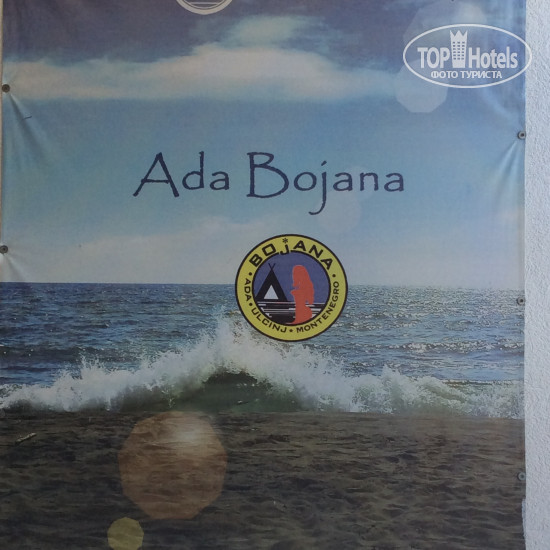 TOP Hotels
ФОТО ТУРИСТА
Ada Bojana
BOJANA
ADA • ULCINJ • MONTENEGRO